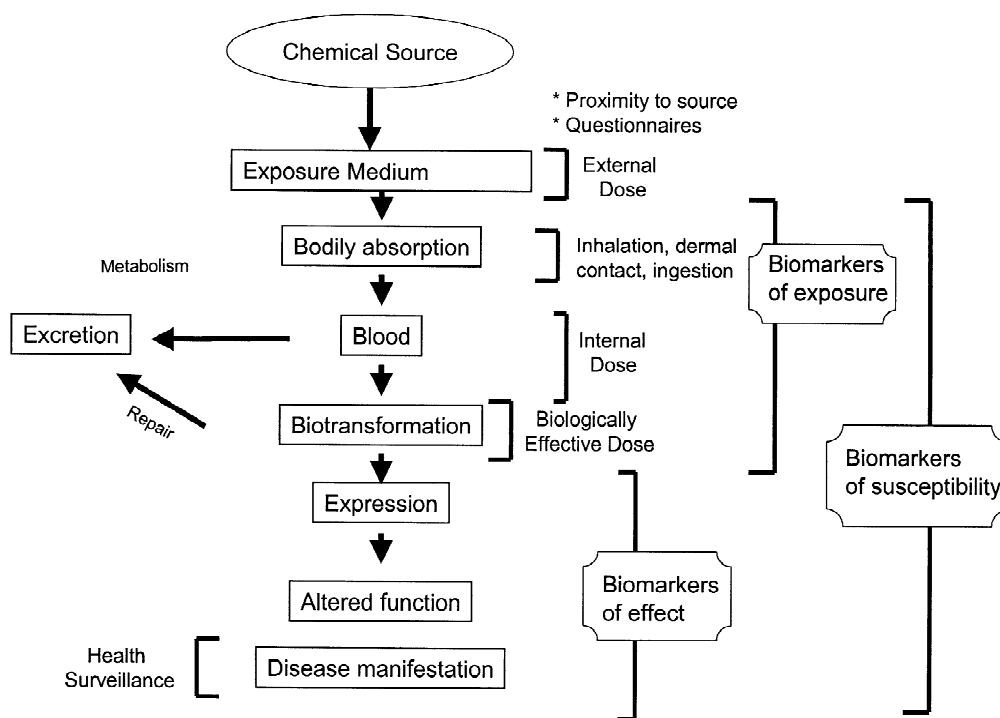 Chemical Source
* Proximity to source
* Questionnaires
Exposure Medium
External
Dose
Bodily absorption
Inhalation, dermal
contact, ingestion
Biomarkers
of exposure
Metabolism
Excretion
Blood
Internal
Dose
Repair
Biotransformation
Biologically
Effective Dose
Biomarkers
of susceptibility
Expression
Altered function
Biomarkers
of effect
Health
Surveillance
Disease manifestation